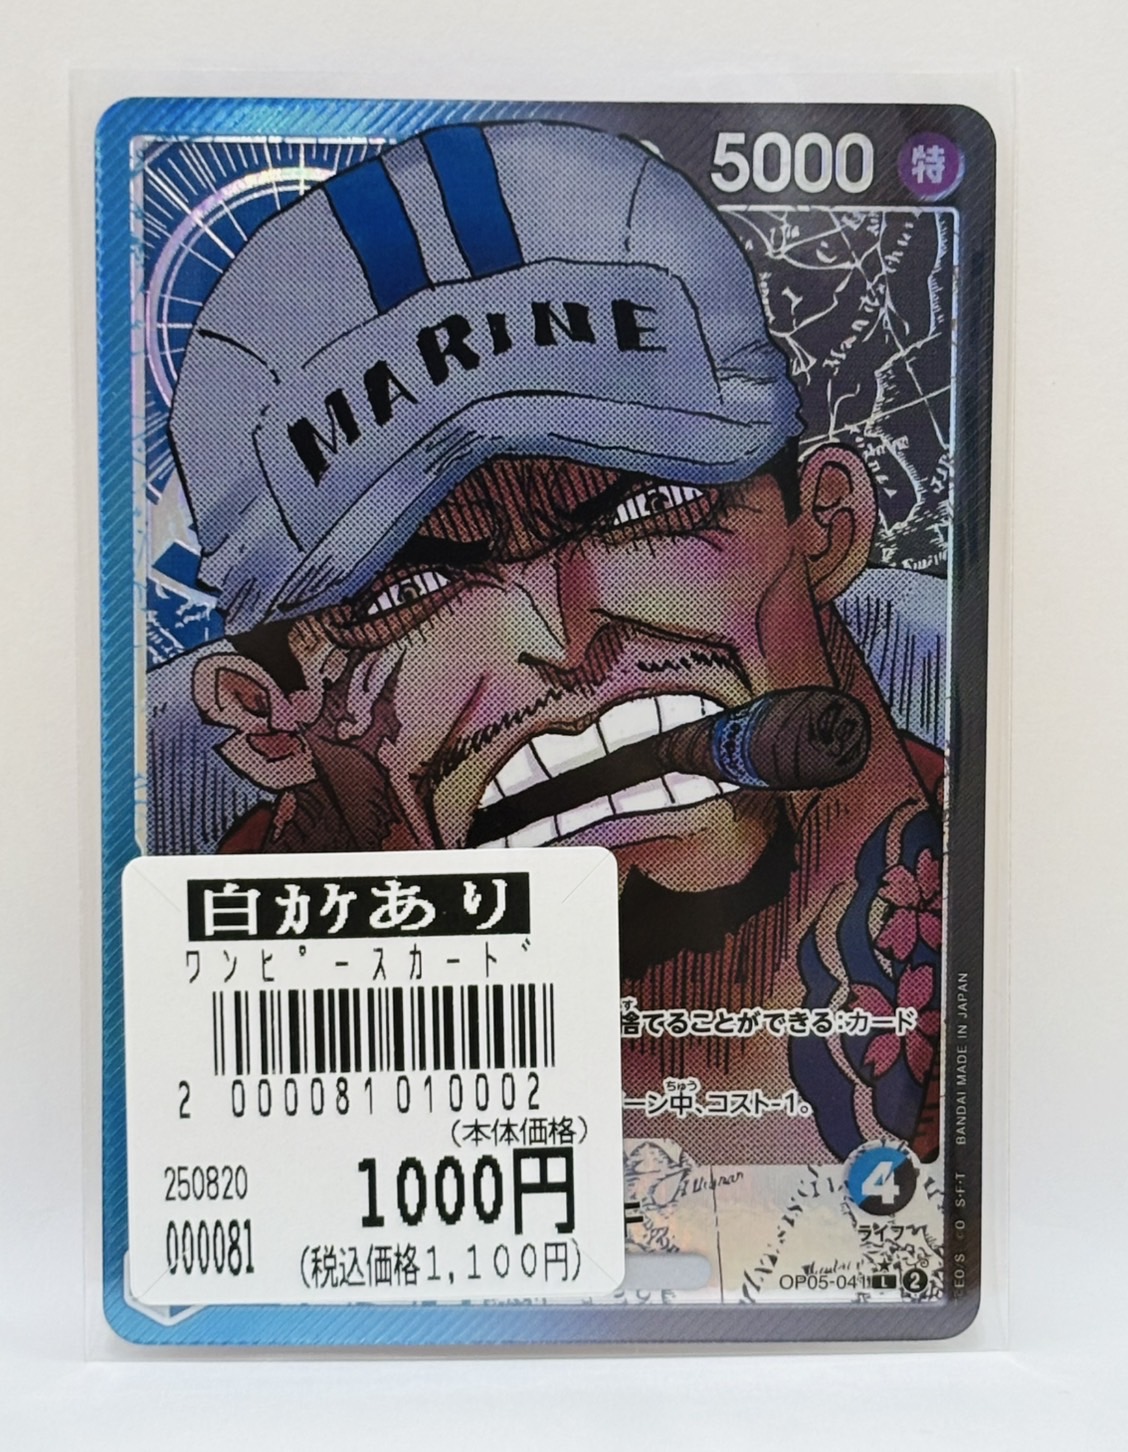 5000 特
MARINE
捨てることができる:カード
ーン中、コスト-1。
BANDAI MADE IN JAPAN
4
ライフ
OP05-041 L 2
白カケあり
ワンピースカード
2 000081 010002
(本体価格)
250820
1000円
000081
(税込価格1,100円)